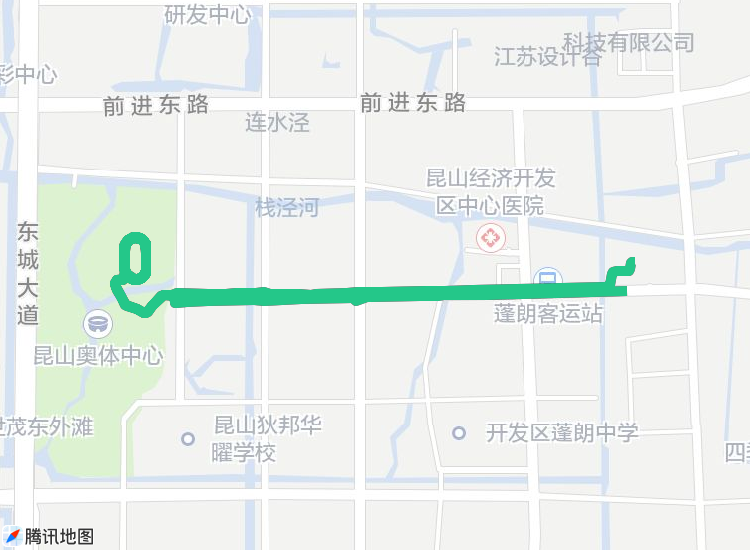 研发中心
科技有限公司
江苏设计谷
彩中心
前进东路
前进东路
连水泾
昆山经济开发
区中心医院
栈泾河
东城大道
蓬朗客运站
昆山奥体中心
世茂东外滩
昆山狄邦华
曜学校
开发区蓬朗中学
四季
腾讯地图